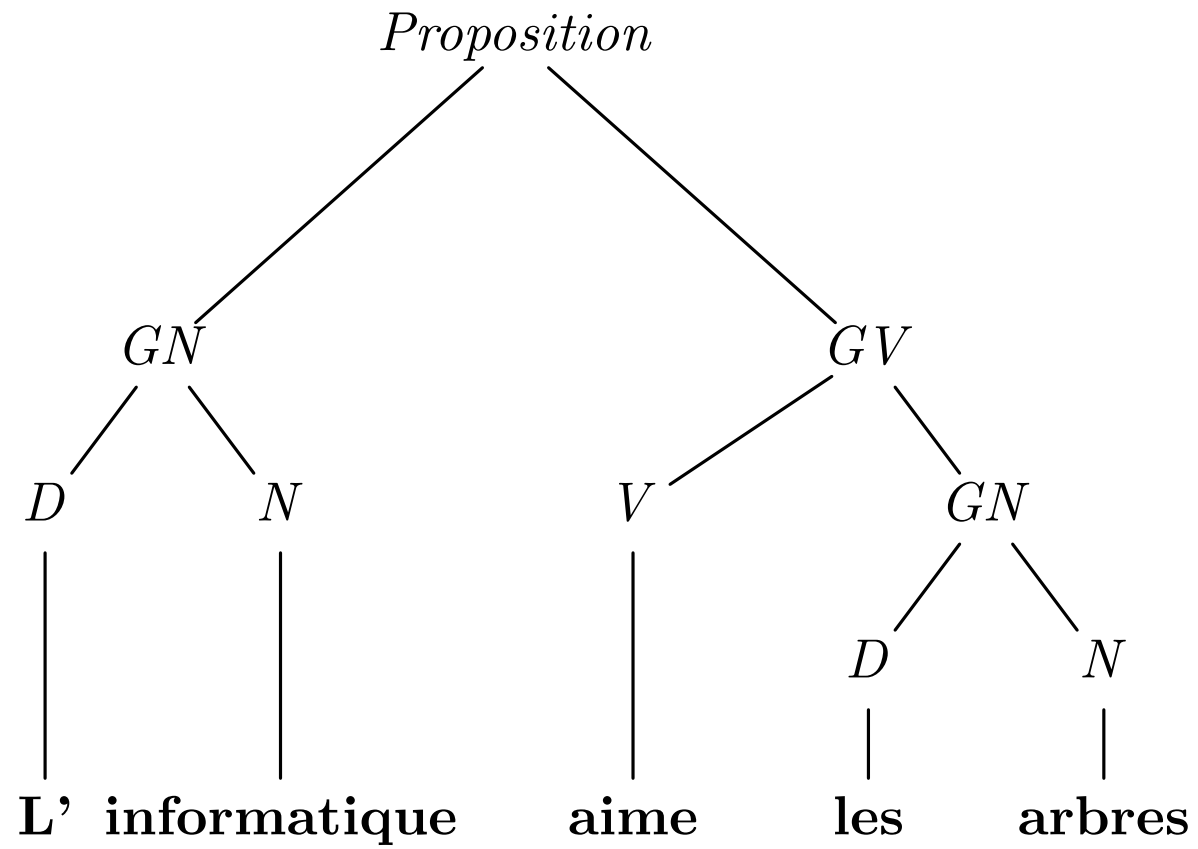 Proposition
GN GV
D N V GN
D N
L' informatique aime les arbres